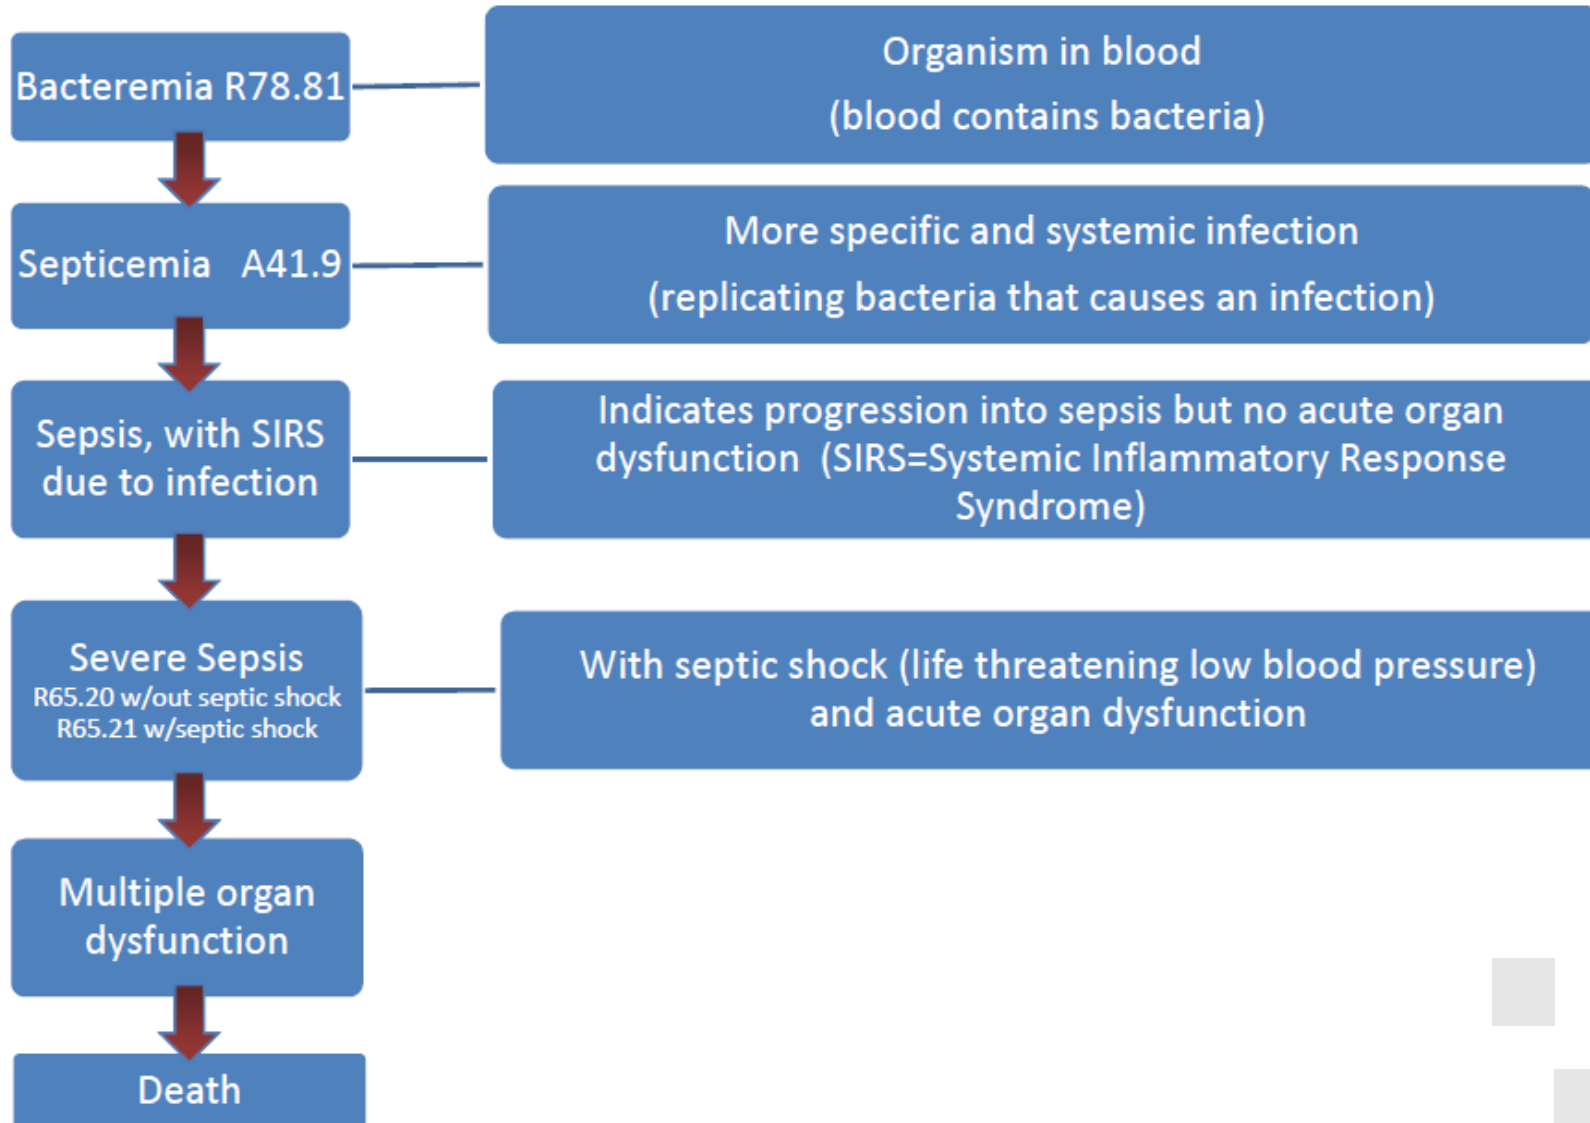 Bacteremia R78.81
Organism in blood
(blood contains bacteria)
Septicemia   A41.9
More specific and systemic infection
(replicating bacteria that causes an infection)
Sepsis, with SIRS
due to infection
Indicates progression into sepsis but no acute organ
dysfunction  (SIRS=Systemic Inflammatory Response
Syndrome)
Severe Sepsis
R65.20 w/out septic shock
R65.21 w/septic shock
With septic shock (life threatening low blood pressure)
and acute organ dysfunction
Multiple organ
dysfunction
Death